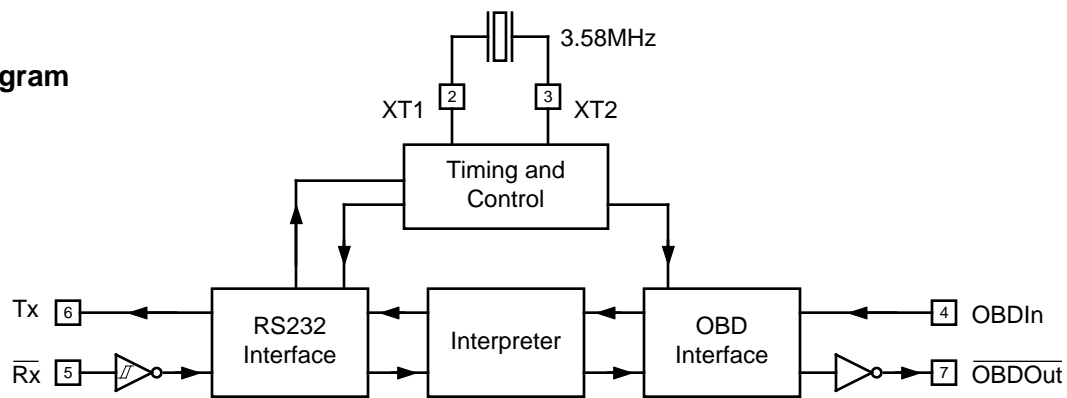 gram
3.58MHz
2
3
XT1
XT2
Timing and
Control
Tx
6
RS232
Interface
Interpreter
OBD
Interface
4
OBDIn
Rx
5
7
OBDOut